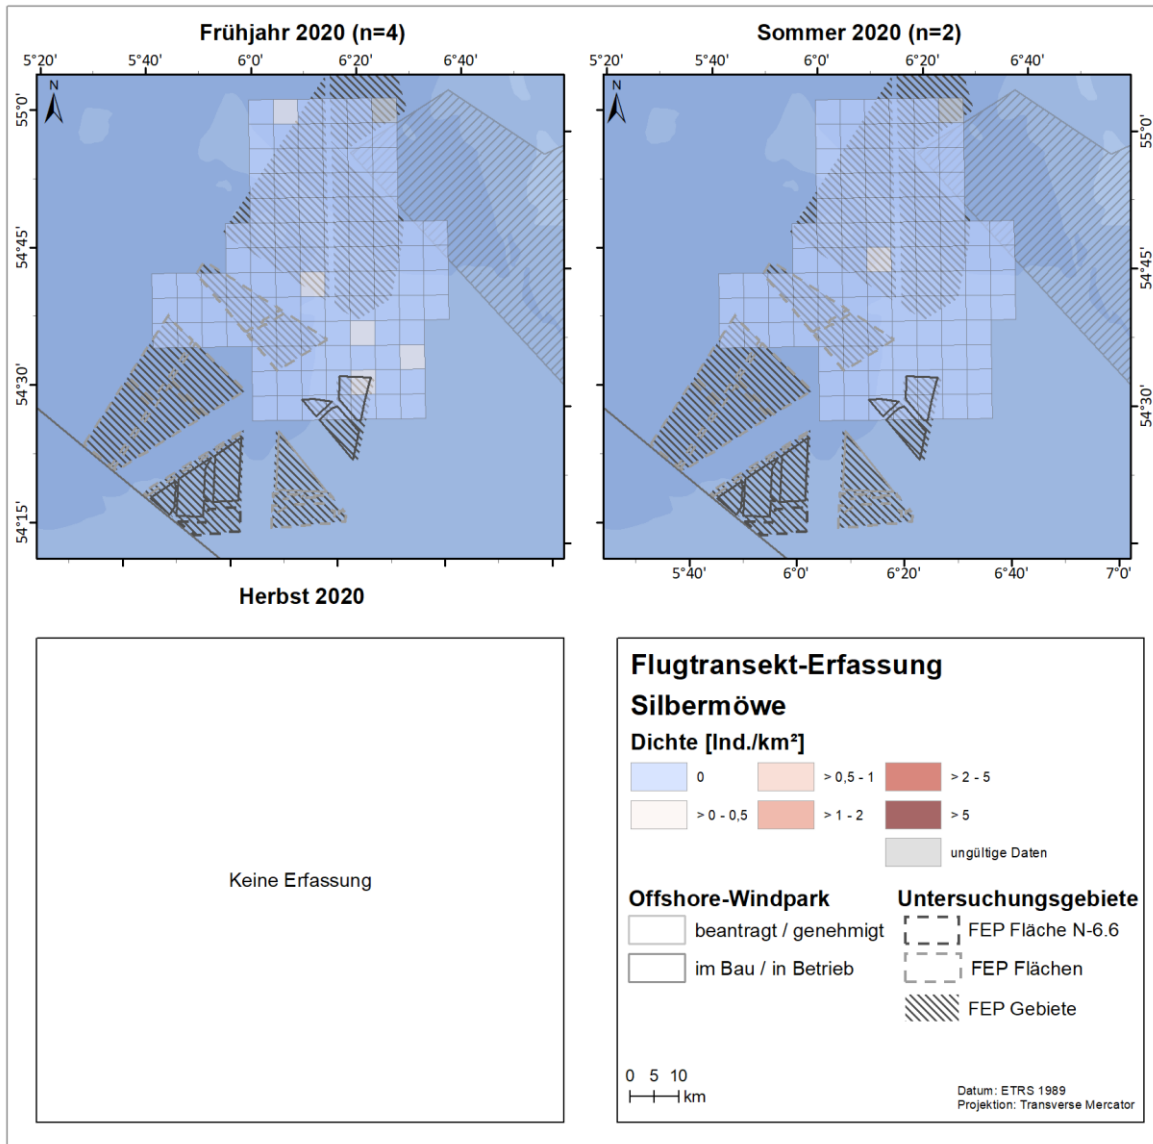 Frühjahr 2020 (n=4)
Sommer 2020 (n=2)
5°20' 5°40' 6°0' 6°20' 6°40'
5°40' 6°0' 6°20' 6°40'
N
N
55°0'
54°45'
54°30'
54°15'
55°0'
54°45'
54°30'
5°40' 6°0' 6°20' 6°40' 7°0'
Herbst 2020
Keine Erfassung
Flugtransekt-Erfassung
Silbermöwe
Dichte [Ind./km²]
0
> 0,5 - 1
> 2 - 5
> 0 - 0,5
> 1 - 2
> 5
ungültige Daten
Offshore-Windpark
beantragt / genehmigt
im Bau / in Betrieb
Untersuchungsgebiete
FEP Fläche N-6.6
FEP Flächen
FEP Gebiete
0 5 10
km
Datum: ETRS 1989
Projektion: Transverse Mercator